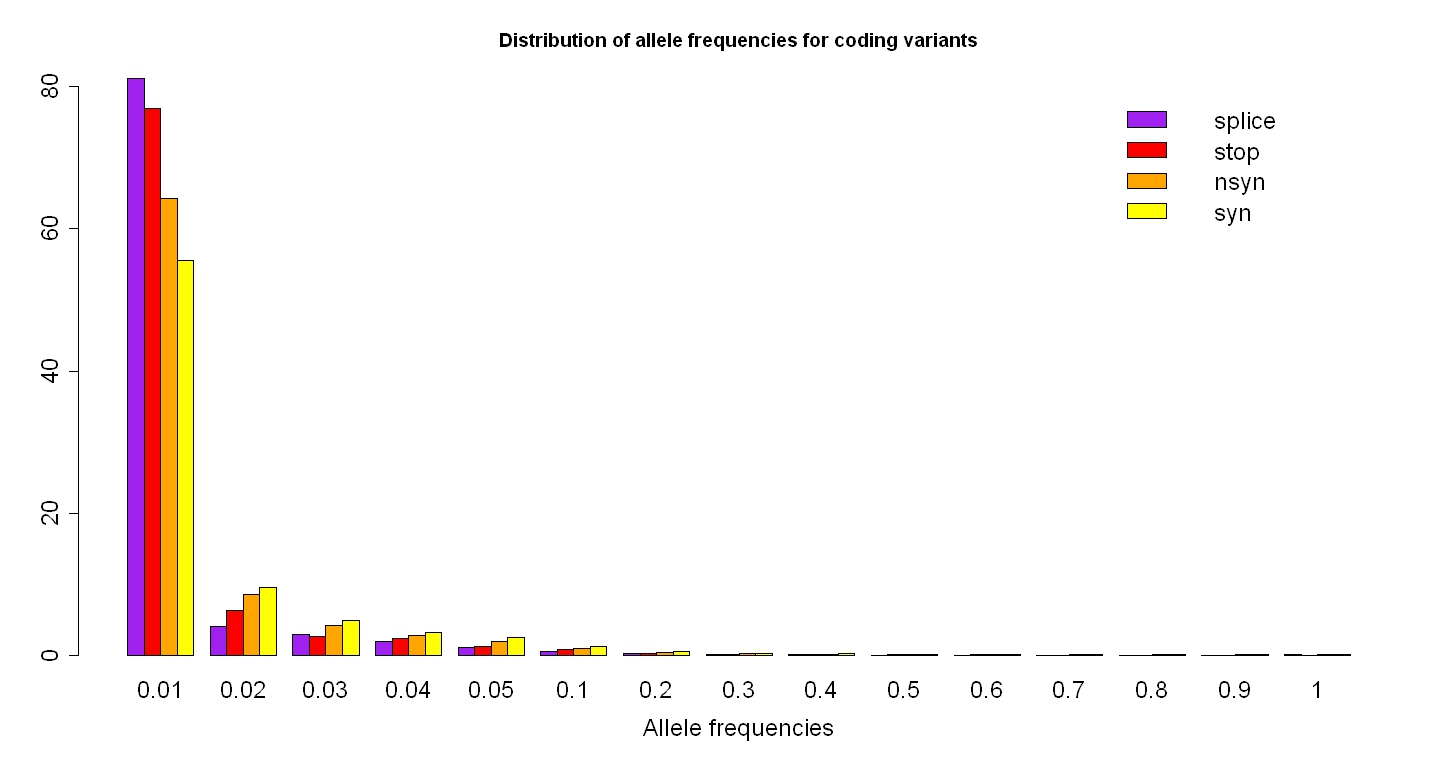 Distribution of allele frequencies for coding variants
80
60
40
20
0
splice
stop
nsyn
syn
0.01 0.02 0.03 0.04 0.05 0.1 0.2 0.3 0.4 0.5 0.6 0.7 0.8 0.9 1
Allele frequencies